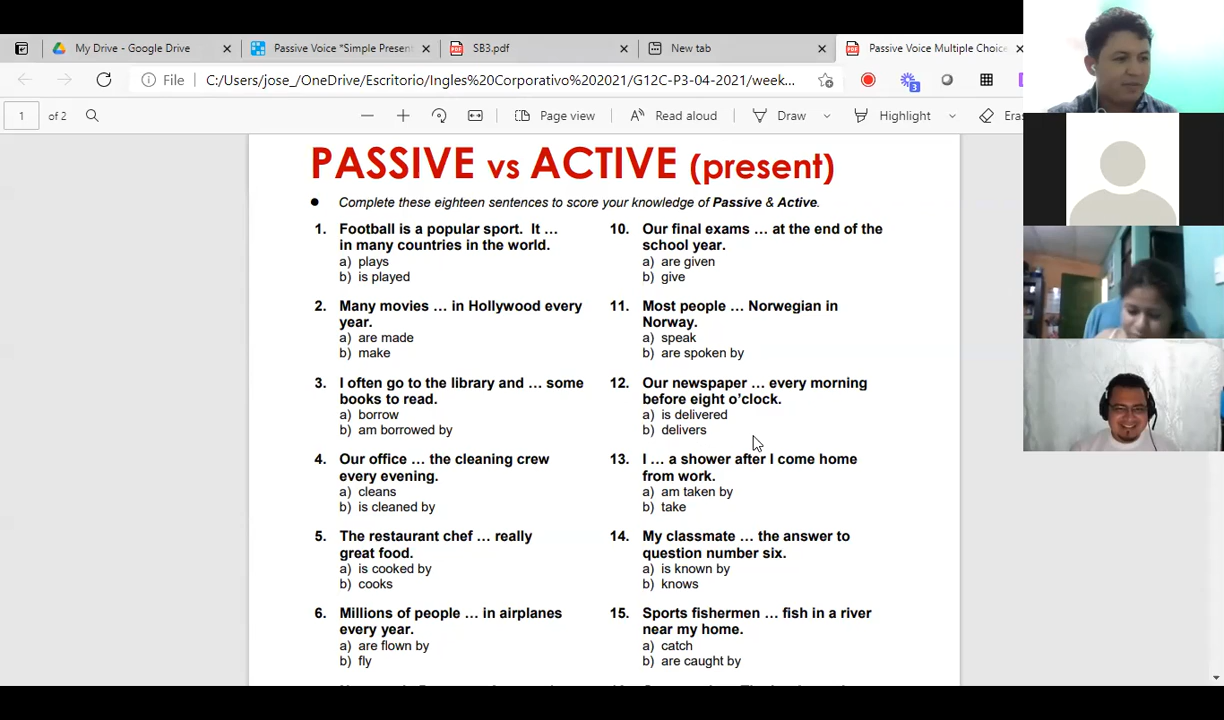 My Drive - Google Drive
Passive Voice "Simple Present
SB3.pdf
New tab
Passive Voice Multiple Choice
File
C:/Users/jose_/OneDrive/Escritorio/Ingles%20Corporativo%202021/G12C-P3-04-2021/week...
3
1 of 2
Page view
Read aloud
Draw
Highlight
Eras
PASSIVE vs ACTIVE (present)
● Complete these eighteen sentences to score your knowledge of Passive & Active.
1. Football is a popular sport. It …
in many countries in the world.
a) plays
b) is played
2. Many movies … in Hollywood every
year.
a) are made
b) make
3. I often go to the library and … some
books to read.
a) borrow
b) am borrowed by
4. Our office … the cleaning crew
every evening.
a) cleans
b) is cleaned by
5. The restaurant chef … really
great food.
a) is cooked by
b) cooks
6. Millions of people … in airplanes
every year.
a) are flown by
b) fly
10. Our final exams … at the end of the
school year.
a) are given
b) give
11. Most people … Norwegian in
Norway.
a) speak
b) are spoken by
12. Our newspaper … every morning
before eight o’clock.
a) is delivered
b) delivers
13. I … a shower after I come home
from work.
a) am taken by
b) take
14. My classmate … the answer to
question number six.
a) is known by
b) knows
15. Sports fishermen … fish in a river
near my home.
a) catch
b) are caught by